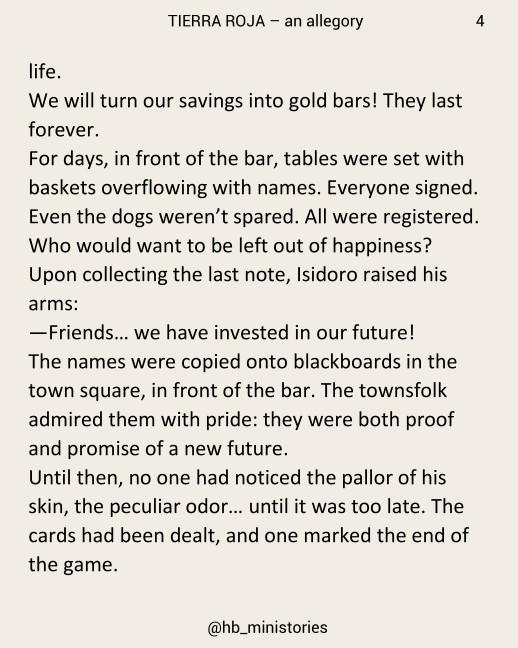 TIERRA ROJA – an allegory 4
life.
We will turn our savings into gold bars! They last
forever.
For days, in front of the bar, tables were set with
baskets overflowing with names. Everyone signed.
Even the dogs weren’t spared. All were registered.
Who would want to be left out of happiness?
Upon collecting the last note, Isidoro raised his
arms:
—Friends… we have invested in our future!
The names were copied onto blackboards in the
town square, in front of the bar. The townsfolk
admired them with pride: they were both proof
and promise of a new future.
Until then, no one had noticed the pallor of his
skin, the peculiar odor… until it was too late. The
cards had been dealt, and one marked the end of
the game.
@hb_ministories